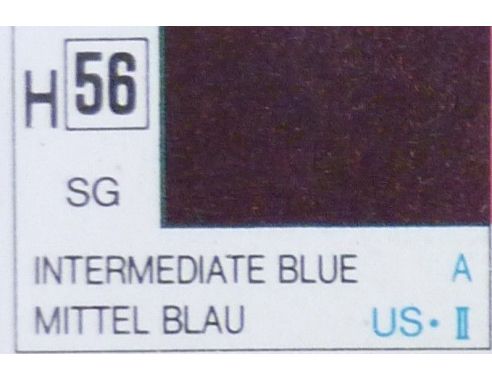 H 56
SG
INTERMEDIATE BLUE A
MITTEL BLAU US・Ⅱ